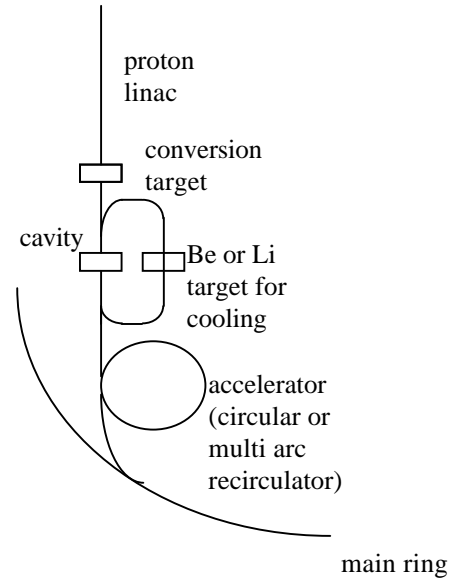 proton
linac
conversion
target
cavity
Be or Li
target for
cooling
accelerator
(circular or
multi arc
recirculator)
main ring